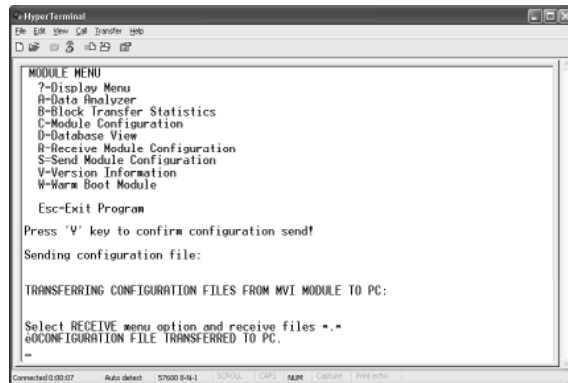 HyperTerminal
File Edit View Call Transfer Help
MODULE MENU
?=Display Menu
A=Data Analyzer
B=Block Transfer Statistics
C=Module Configuration
D=Database View
R=Receive Module Configuration
S=Send Module Configuration
V=Version Information
W=Warm Boot Module
Esc=Exit Program
Press 'Y' key to confirm configuration send!
Sending configuration file:
TRANSFERRING CONFIGURATION FILES FROM MVI MODULE TO PC:
Select RECEIVE menu option and receive files *.*
èOCONFIGURATION FILE TRANSFERRED TO PC.
Connected 0:00:07 Auto detect 57600 8-N-1 SCROLL CAPS NUM Capture Print echo